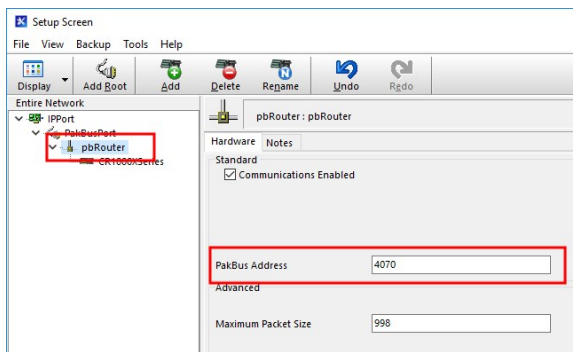 Setup Screen
File View Backup Tools Help
Display Add Root Add Delete Rename Undo Redo
Entire Network
IPPort
PakBusPort
pbRouter
CR1000XSeries
pbRouter : pbRouter
Hardware Notes
Standard
Communications Enabled
PakBus Address 4070
Advanced
Maximum Packet Size 998